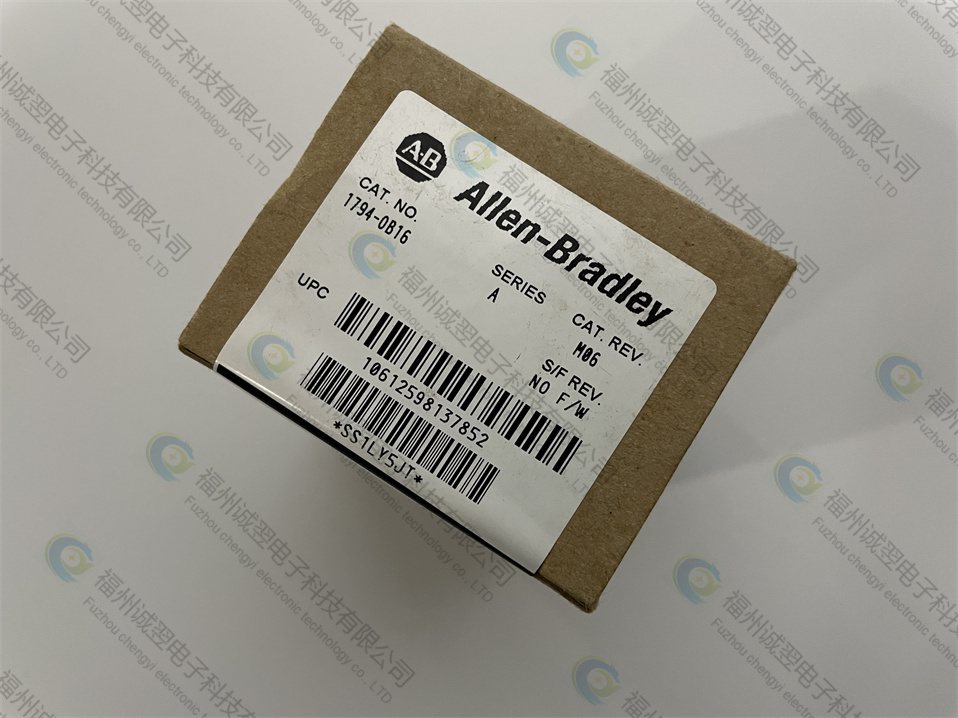 A-B
Allen-Bradley
CAT. NO.
1794-OB16
SERIES
A
CAT. REV.
M06
S/F REV.
NO F/W
UPC
10612598137852
*SS1LY5JT*
福州诚翌电子科技有限公司
Fuzhou chengyi electronic technology co., LTD